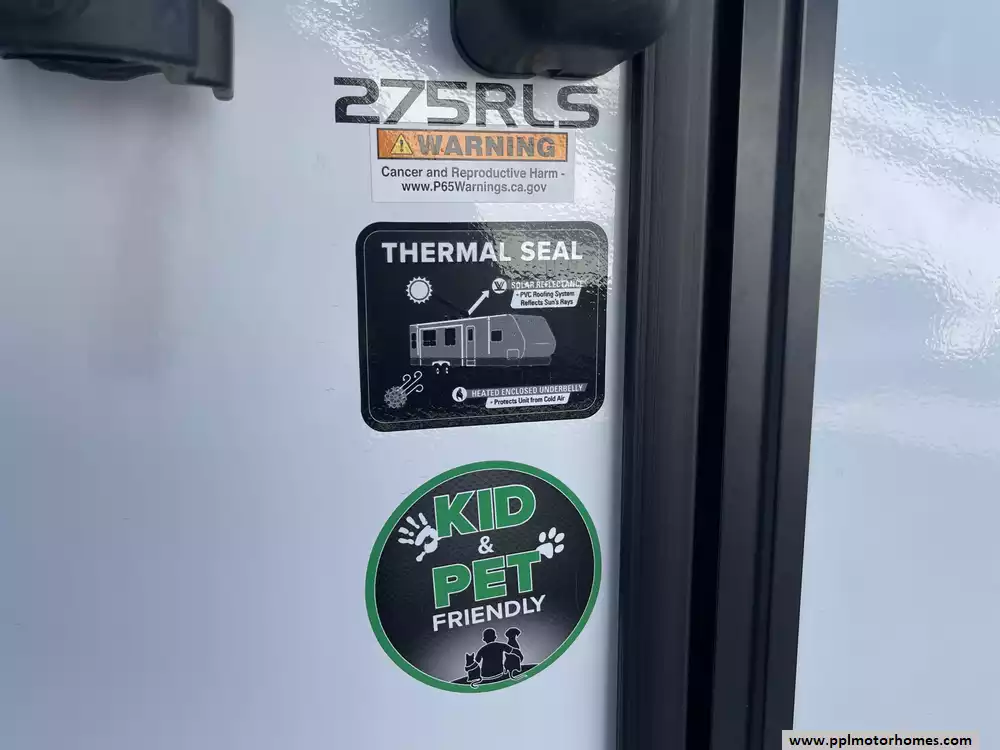 275RLS
WARNING
Cancer and Reproductive Harm -
www.P65Warnings.ca.gov
THERMAL SEAL
SOLAR REFLECTANCE
• PVC Roofing System
Reflects Sun's Rays
HEATED ENCLOSED UNDERBELLY
• Protects Unit from Cold Air
KID
&
PET
FRIENDLY
www.pplmotorhomes.com